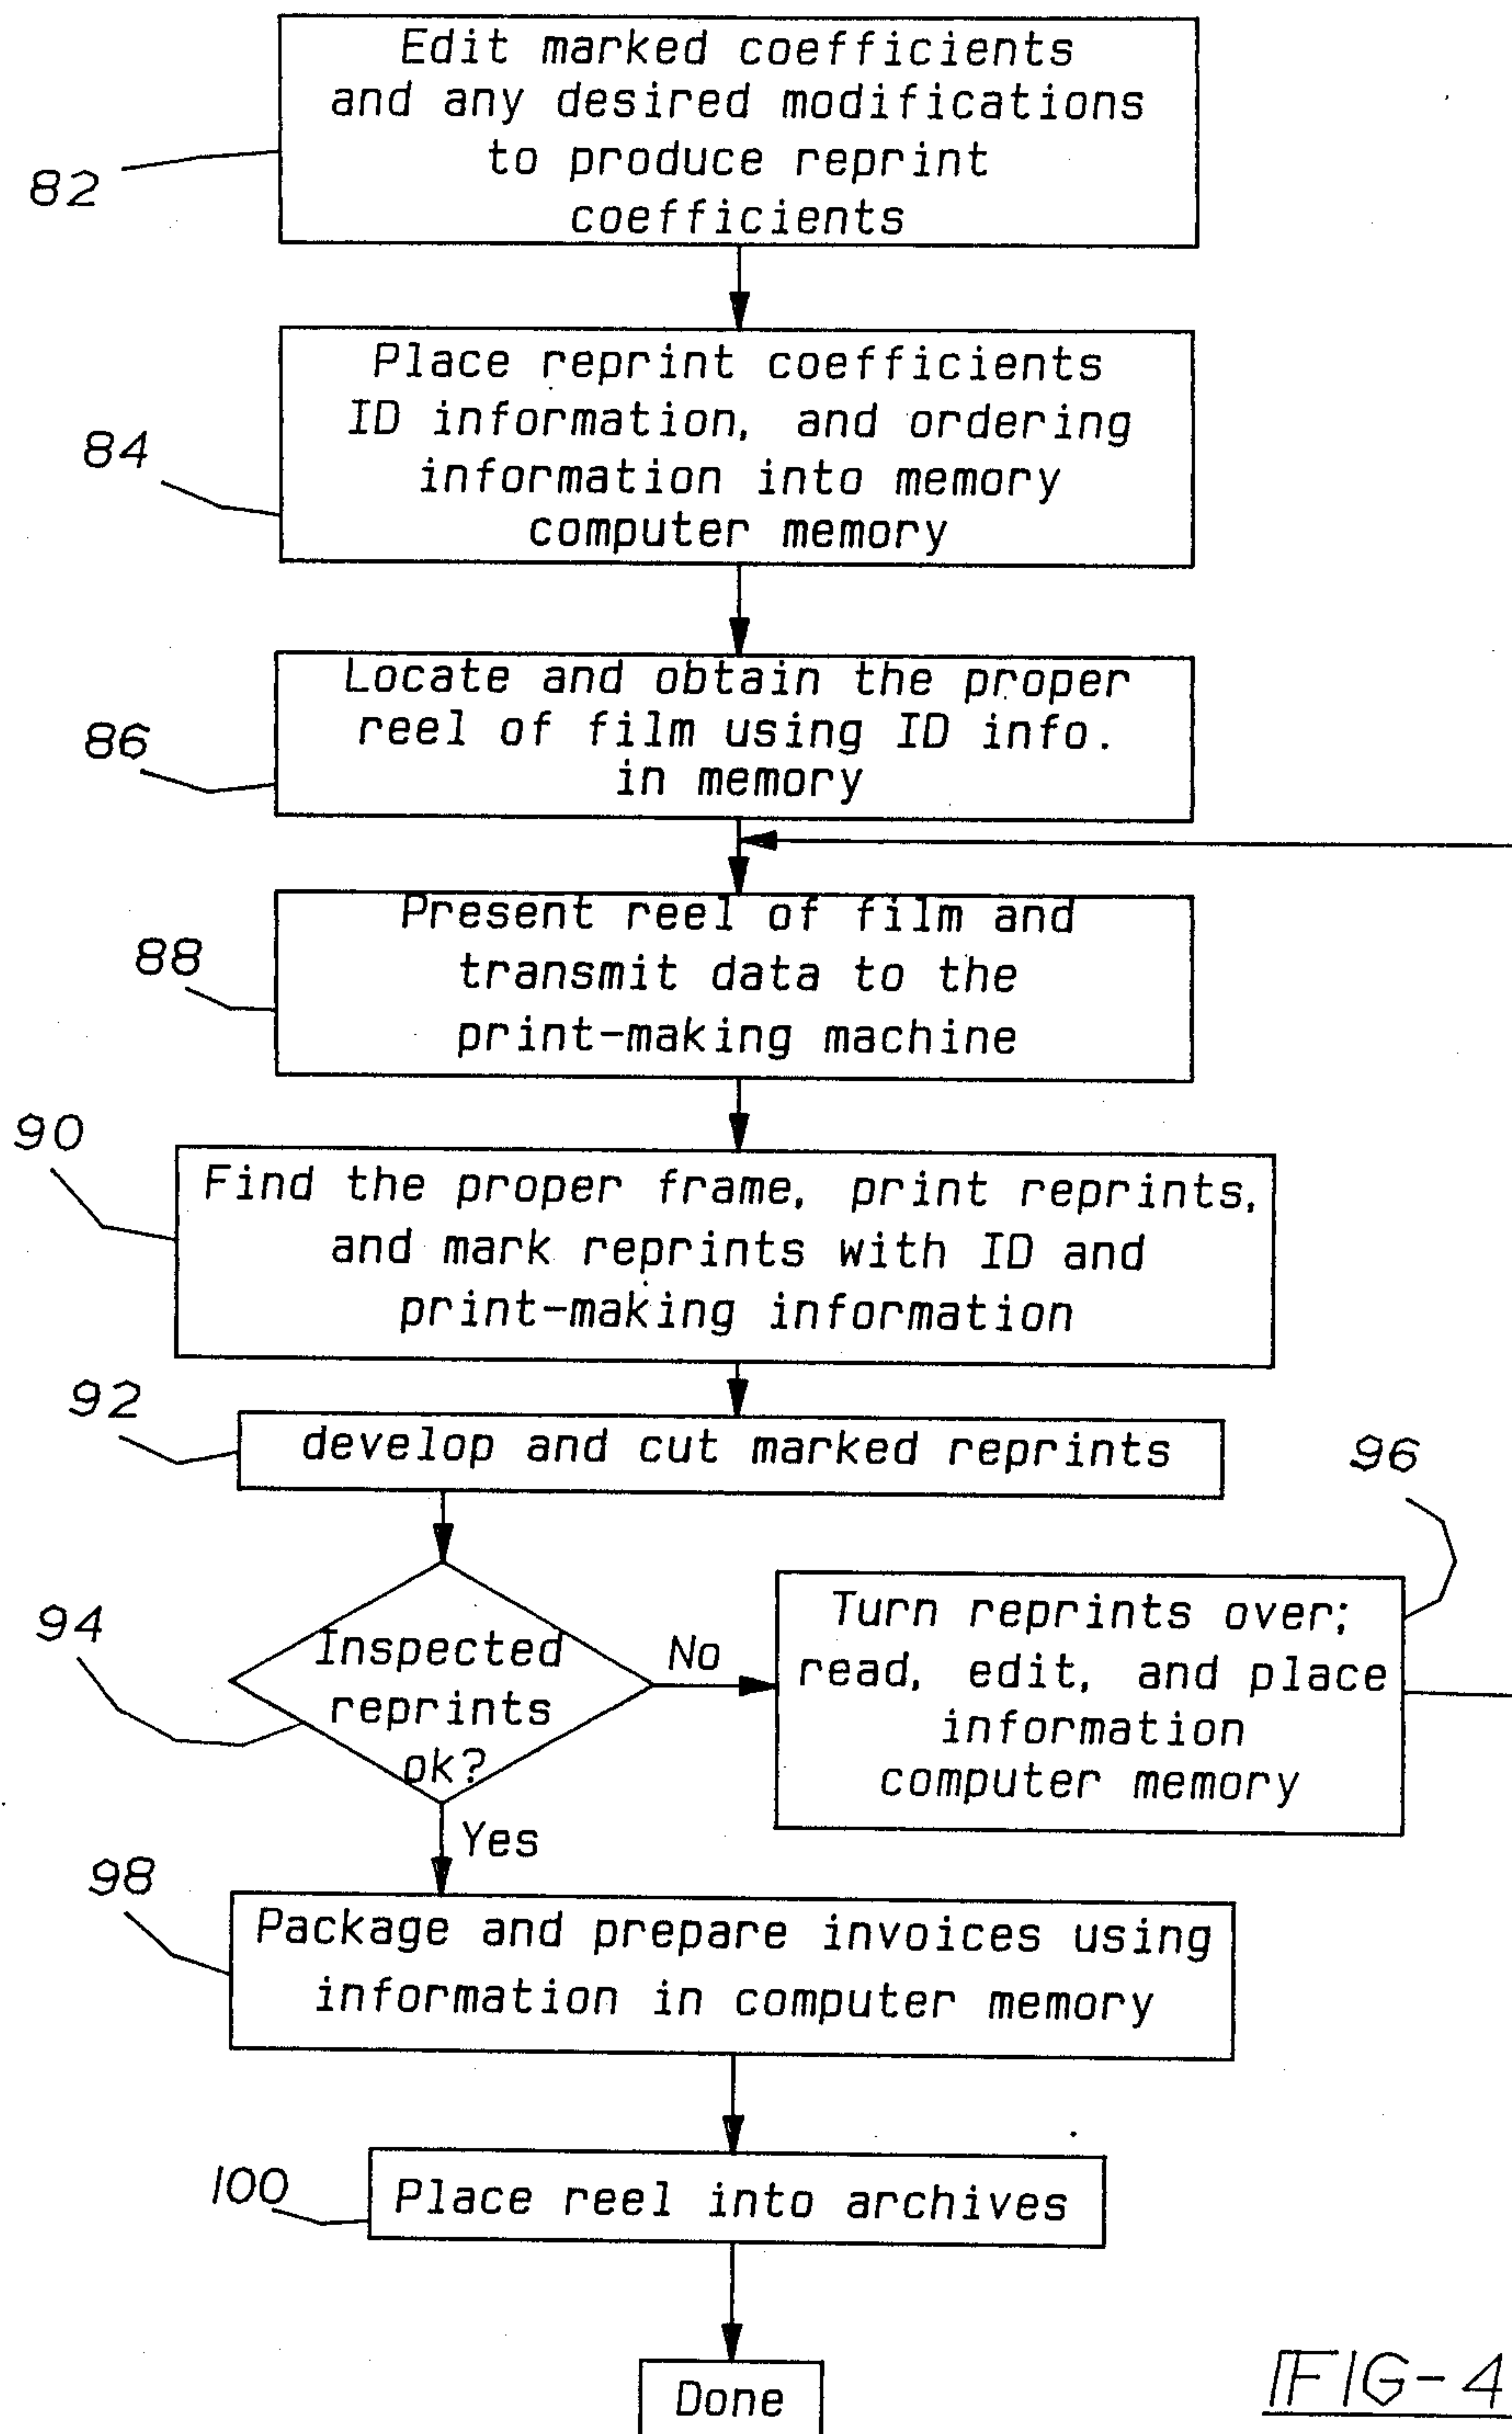 Edit marked coefficients
and any desired modifications
to produce reprint
coefficients
82
Place reprint coefficients
ID information, and ordering
information into memory
computer memory
84
Locate and obtain the proper
reel of film using ID info.
in memory
86
Present reel of film and
transmit data to the
print-making machine
88
90
Find the proper frame, print reprints,
and mark reprints with ID and
print-making information
92
develop and cut marked reprints
96
94
Inspected
reprints
ok?
No
Turn reprints over;
read, edit, and place
information
computer memory
Yes
98
Package and prepare invoices using
information in computer memory
100
Place reel into archives
Done
FIG-4